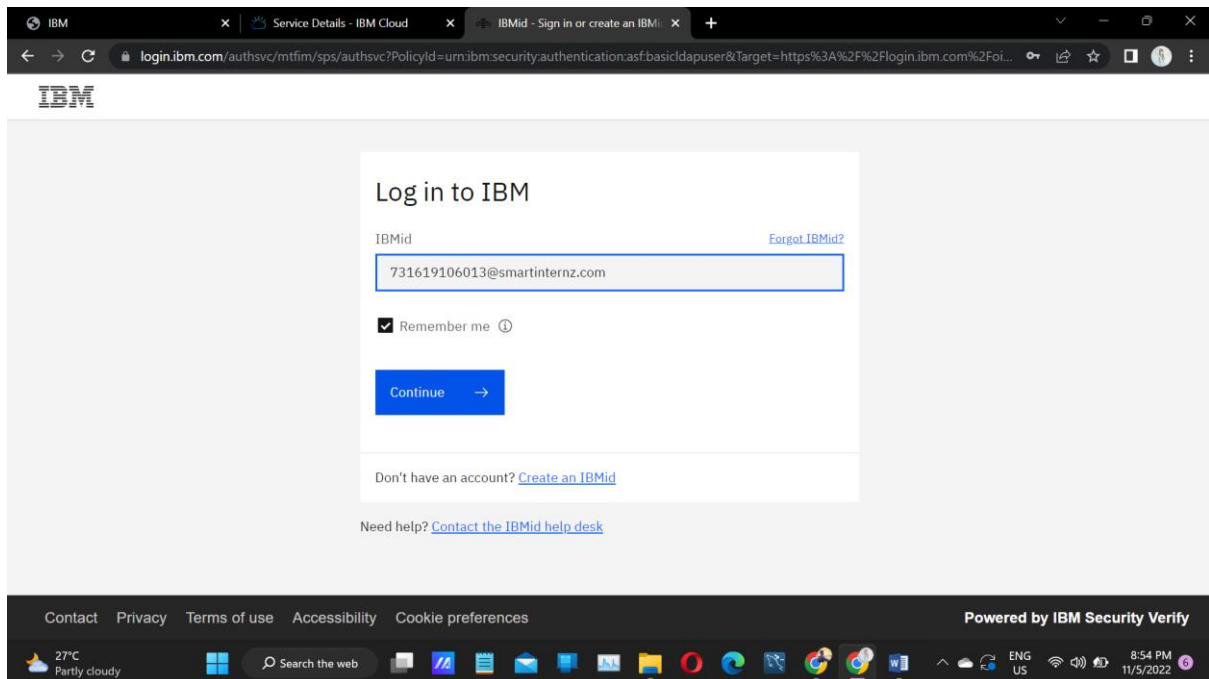 IBM
Service Details - IBM Cloud
IBMid - Sign in or create an IBMi
login.ibm.com/authsvc/mtfim/sps/authsvc?PolicyId=urn:ibm:security:authentication:asf:basicldapuser&Target=https%3A%2F%2Flogin.ibm.com%2Foi...
IBM
Log in to IBM
IBMid Forgot IBMid?
731619106013@smartinternz.com
Remember me
Continue
Don't have an account? Create an IBMid
Need help? Contact the IBMid help desk
Contact Privacy Terms of use Accessibility Cookie preferences Powered by IBM Security Verify
27°C
Partly cloudy
Search the web
ENG
US
8:54 PM
11/5/2022
6